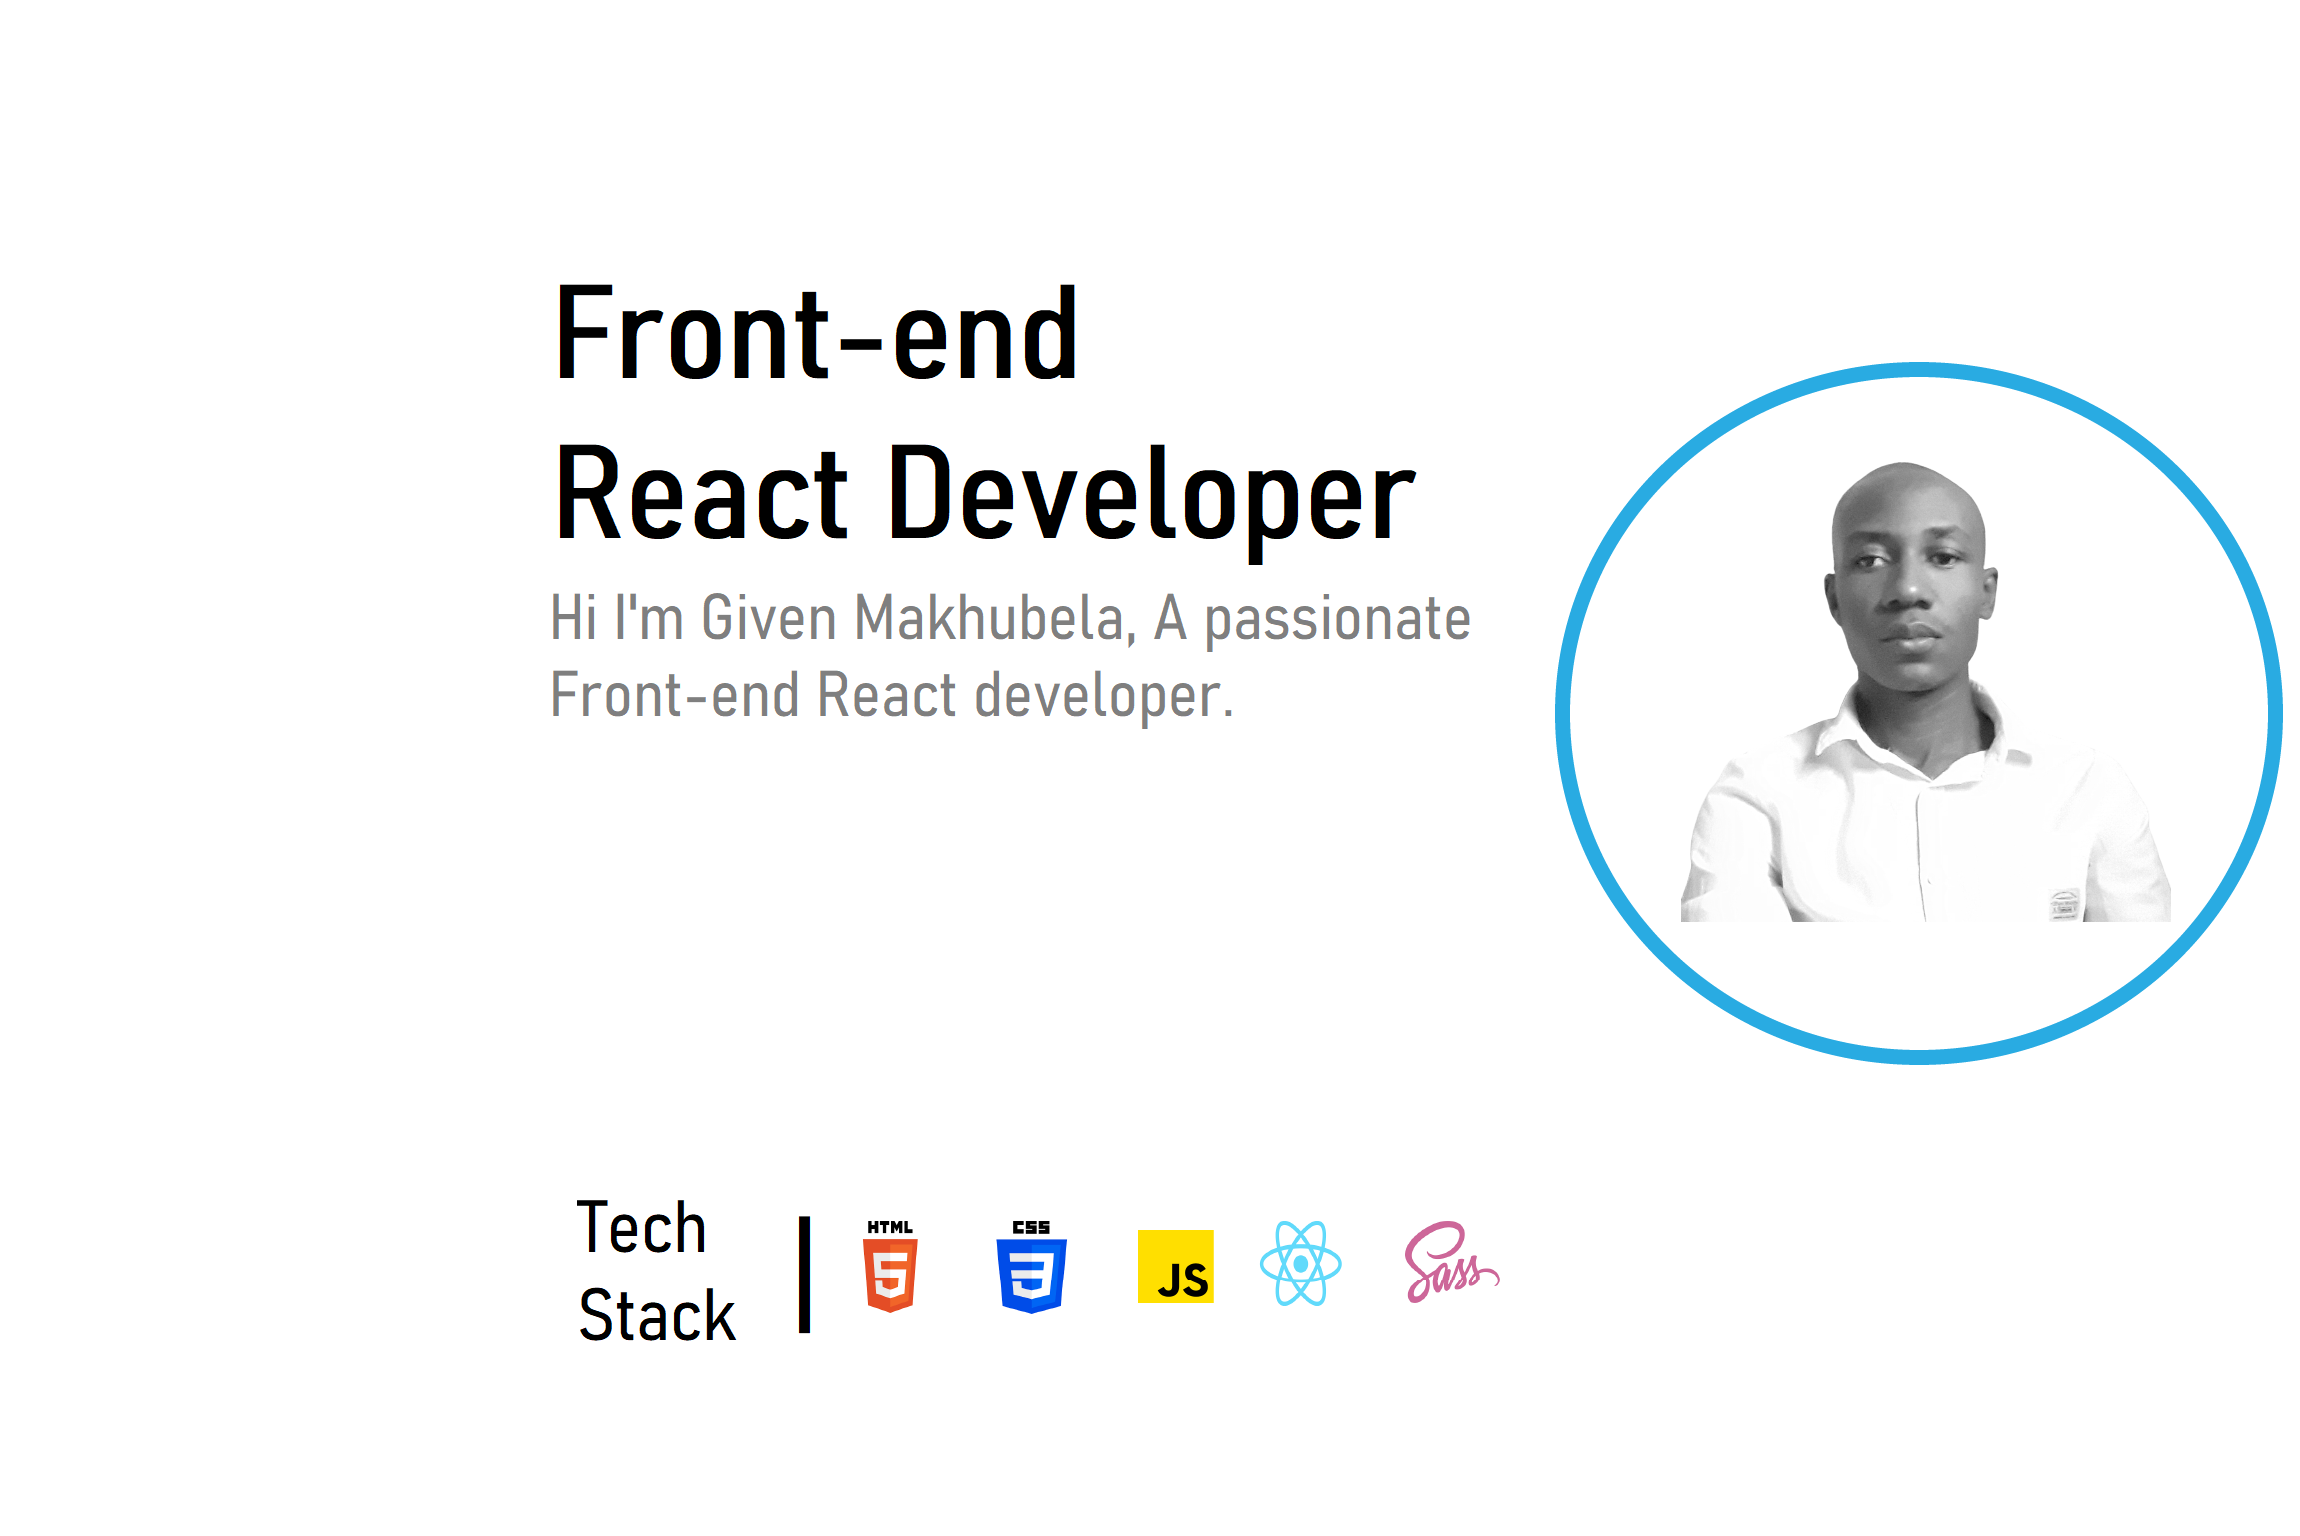 Front-end
React Developer
Hi I'm Given Makhubela, A passionate
Front-end React developer.
Tech
Stack
HTML
5
CSS
3
JS
Sass